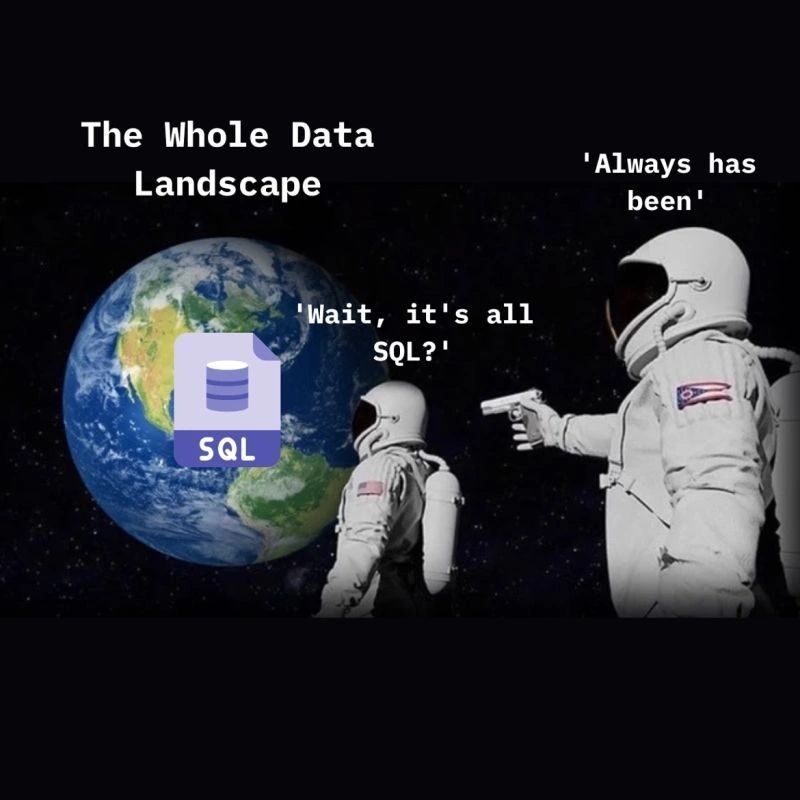 The Whole Data
Landscape
'Always has
been'
'Wait, it's all
SQL?'
SQL